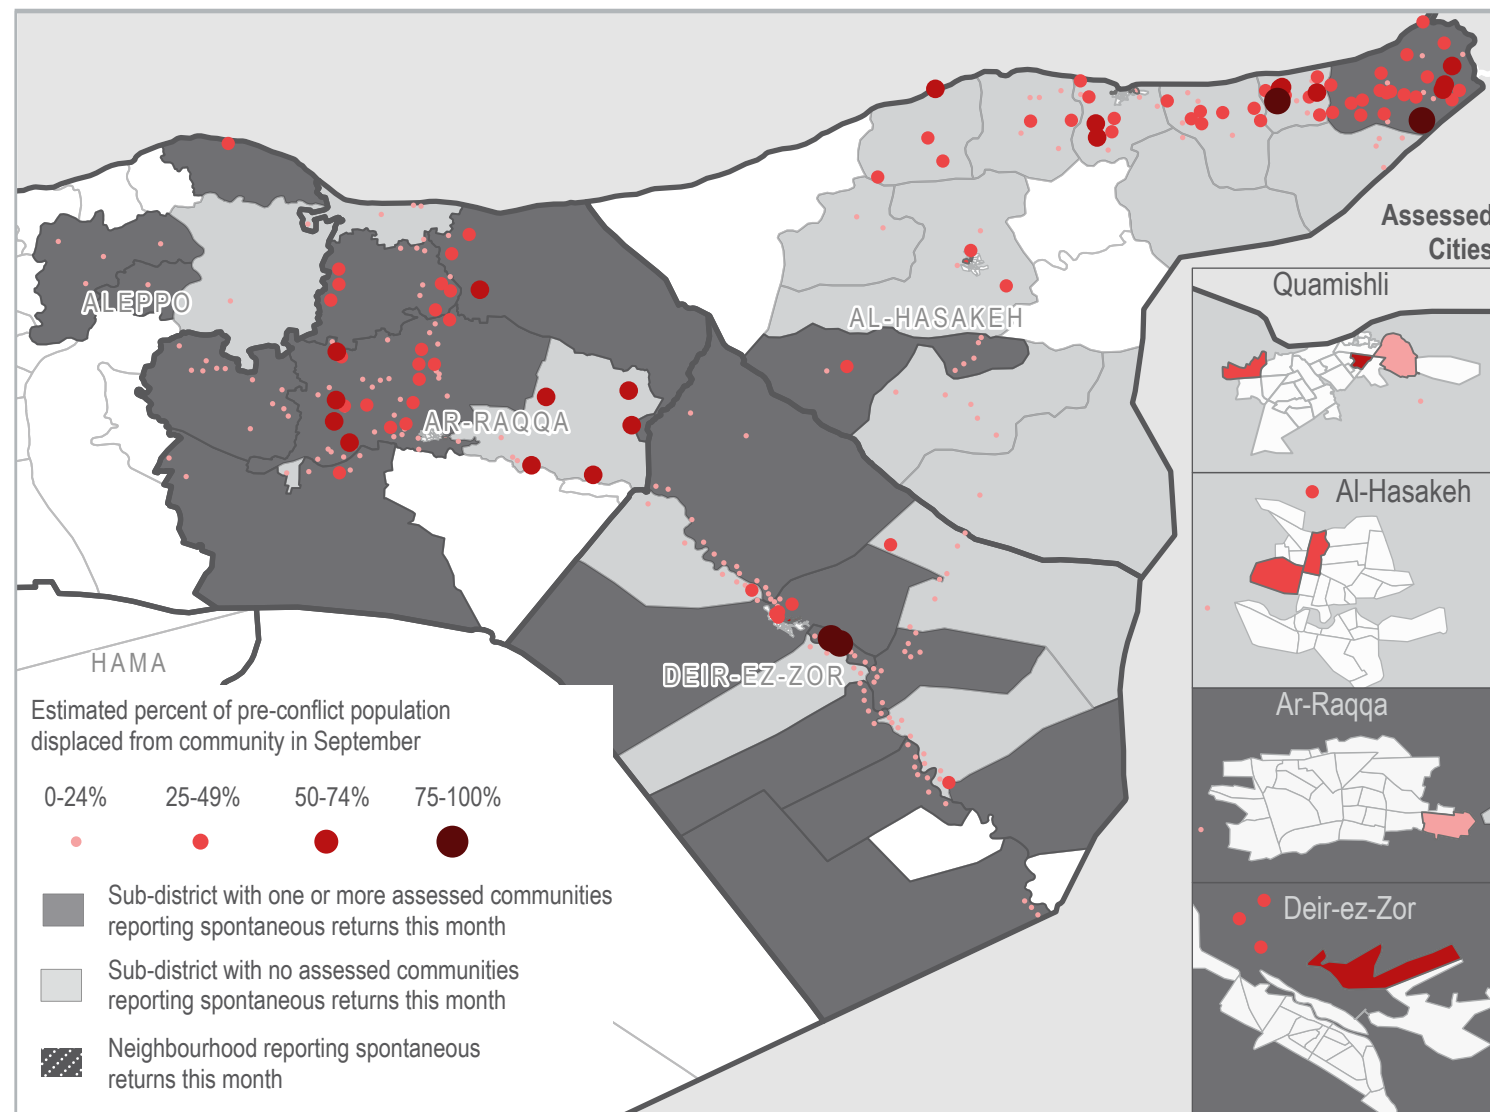 ALEPPO
AR-RAQQA
AL-HASAKEH
DEIR-EZ-ZOR
HAMA
Assessed
Cities
Quamishli
Al-Hasakeh
Ar-Raqqa
Deir-ez-Zor
Estimated percent of pre-conflict population
displaced from community in September
0-24% 25-49% 50-74% 75-100%
Sub-district with one or more assessed communities
reporting spontaneous returns this month
Sub-district with no assessed communities
reporting spontaneous returns this month
Neighbourhood reporting spontaneous
returns this month